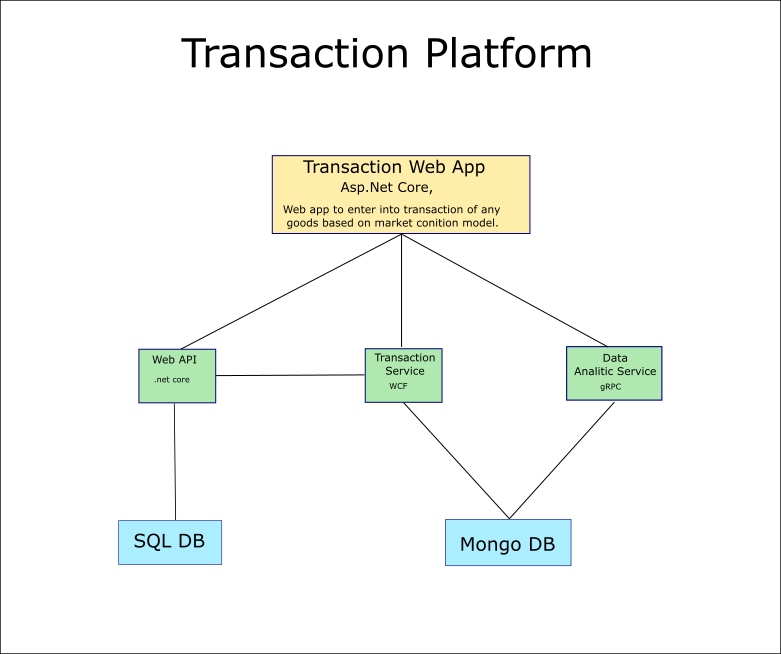 Transaction Platform
Transaction Web App
Asp.Net Core,
Web app to enter into transaction of any
goods based on market conition model.
Web API
.net core
Transaction
Service
WCF
Data
Analitic Service
gRPC
SQL DB
Mongo DB